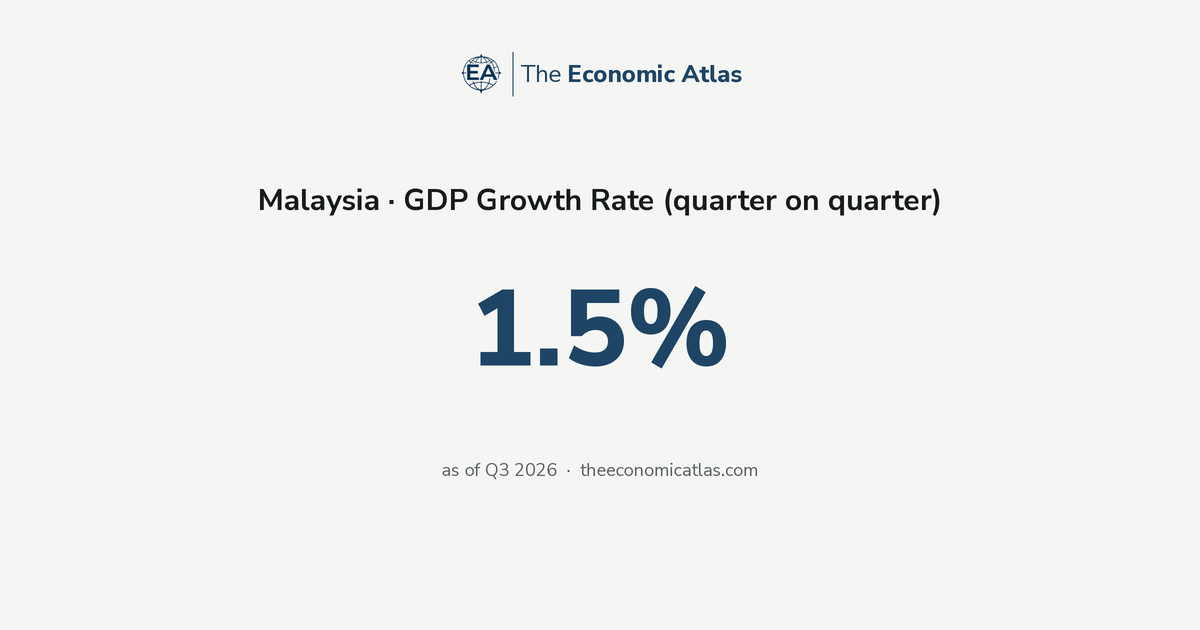 EA The Economic Atlas
Malaysia · GDP Growth Rate (quarter on quarter)
1.5%
as of Q3 2026 · theeconomicatlas.com